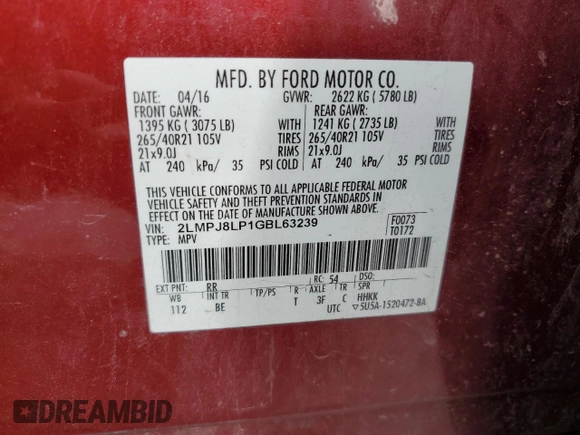 MFD. BY FORD MOTOR CO.
DATE: 04/16 GVWR: 2622 KG ( 5780 LB)
FRONT GAWR: REAR GAWR:
1395 KG ( 3075 LB) WITH 1241 KG ( 2735 LB) WITH
265/40R21 105V TIRES 265/40R21 105V TIRES
21x9.0J RIMS 21x9.0J RIMS
AT 240 kPa/ 35 PSI COLD AT 240 kPa/ 35 PSI COLD
THIS VEHICLE CONFORMS TO ALL APPLICABLE FEDERAL MOTOR
VEHICLE SAFETY AND THEFT PREVENTION STANDARDS IN
EFFECT ON THE DATE OF MANUFACTURE SHOWN ABOVE.
VIN: 2LMPJ8LP1GBL63239 F0073
TYPE: MPV T0172
EXT PNT: RR RC: 54 DSO:
WB INT TR TP/PS R AXLE TR SPR
112 BE T 3F C HHKK
UTC ▽5U5A-1520472-BA
DREAMBID